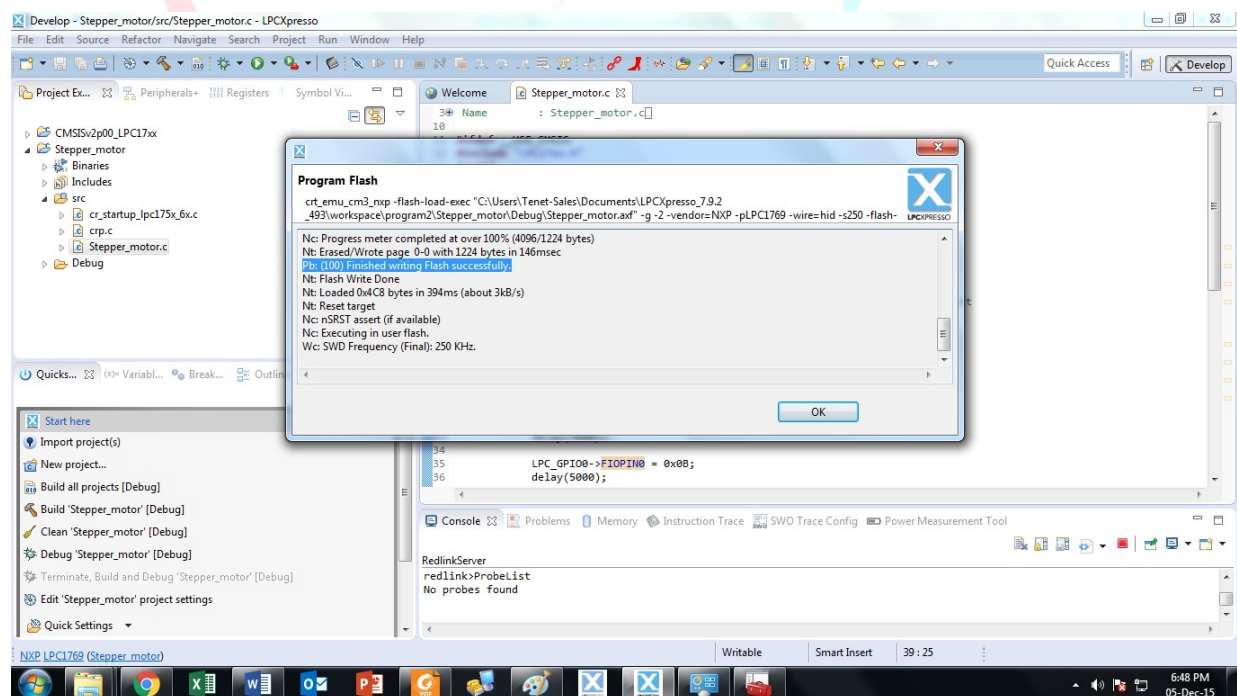 Develop - Stepper_motor/src/Stepper_motor.c - LPCXpresso
File Edit Source Refactor Navigate Search Project Run Window Help
Quick Access
Develop
Project Ex...
Peripherals+
Registers
Symbol Vi...
CMSISv2p00_LPC17xx
Stepper_motor
Binaries
Includes
src
cr_startup_lpc175x_6x.c
crp.c
Stepper_motor.c
Debug
Welcome
Stepper_motor.c
3 Name : Stepper_motor.c
10
Program Flash
crt_emu_cm3_nxp -flash-load-exec "C:\Users\Tenet-Sales\Documents\LPCXpresso_7.9.2
_493\workspace\program2\Stepper_motor\Debug\Stepper_motor.axf" -g -2 -vendor=NXP -pLPC1769 -wire=hid -s250 -flash-
LPCXPRESSO
Nc: Progress meter completed at over 100% (4096/1224 bytes)
Nt: Erased/Wrote page 0-0 with 1224 bytes in 146msec
Pb: (100) Finished writing Flash successfully.
Nt: Flash Write Done
Nt: Loaded 0x4C8 bytes in 394ms (about 3kB/s)
Nt: Reset target
Nc: nSRST assert (if available)
Nc: Executing in user flash.
Wc: SWD Frequency (Final): 250 KHz.
OK
34
35 LPC_GPIO0->FIOPIN0 = 0x0B;
36 delay(5000);
Quicks...
(x)= Variabl...
Break...
Outlin
Start here
Import project(s)
New project...
Build all projects [Debug]
Build 'Stepper_motor' [Debug]
Clean 'Stepper_motor' [Debug]
Debug 'Stepper_motor' [Debug]
Terminate, Build and Debug 'Stepper_motor' [Debug]
Edit 'Stepper_motor' project settings
Quick Settings
Console
Problems
Memory
Instruction Trace
SWO Trace Config
Power Measurement Tool
RedlinkServer
redlink>ProbeList
No probes found
NXP LPC1769 (Stepper_motor)
Writable
Smart Insert
39 : 25
6:48 PM
05-Dec-15